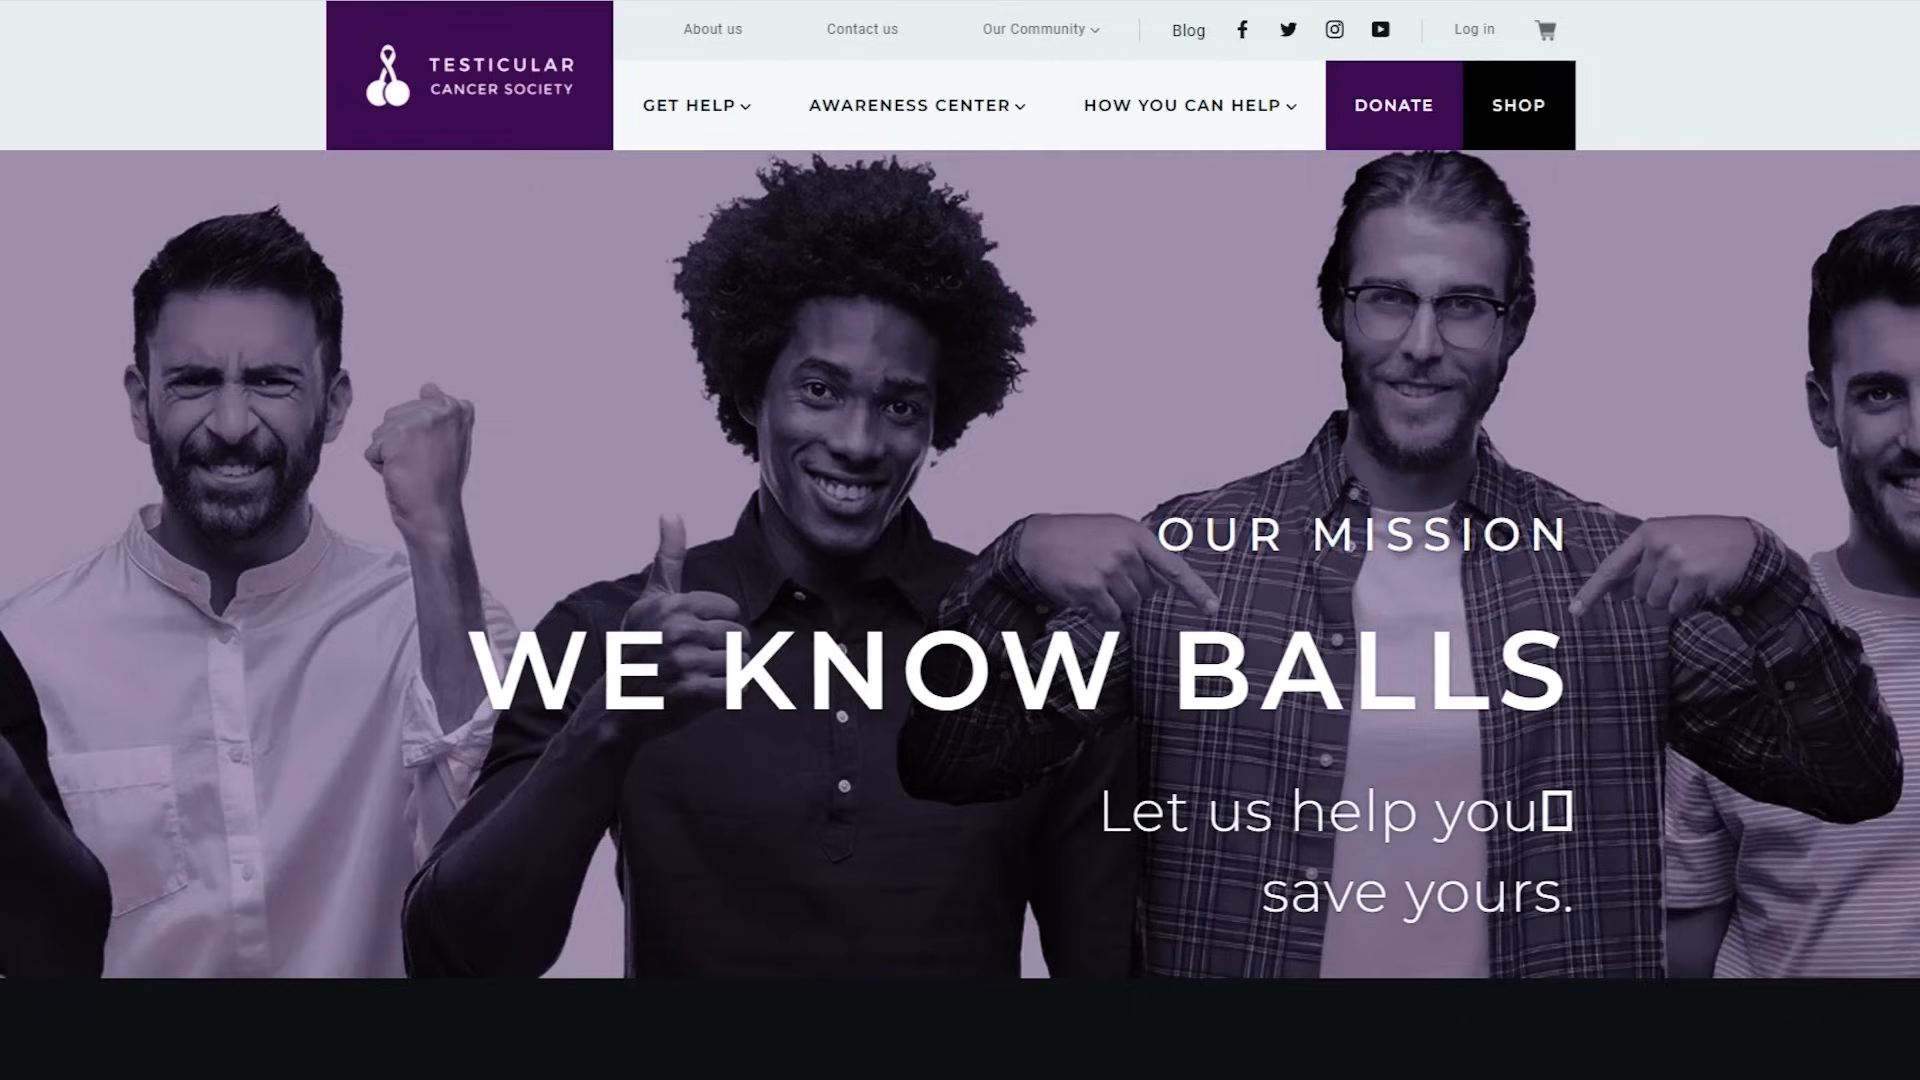 About us
Contact us
Our Community
Blog
Log in
TESTICULAR
CANCER SOCIETY
GET HELP
AWARENESS CENTER
HOW YOU CAN HELP
DONATE
SHOP
OUR MISSION
WE KNOW BALLS
Let us help you
save yours.